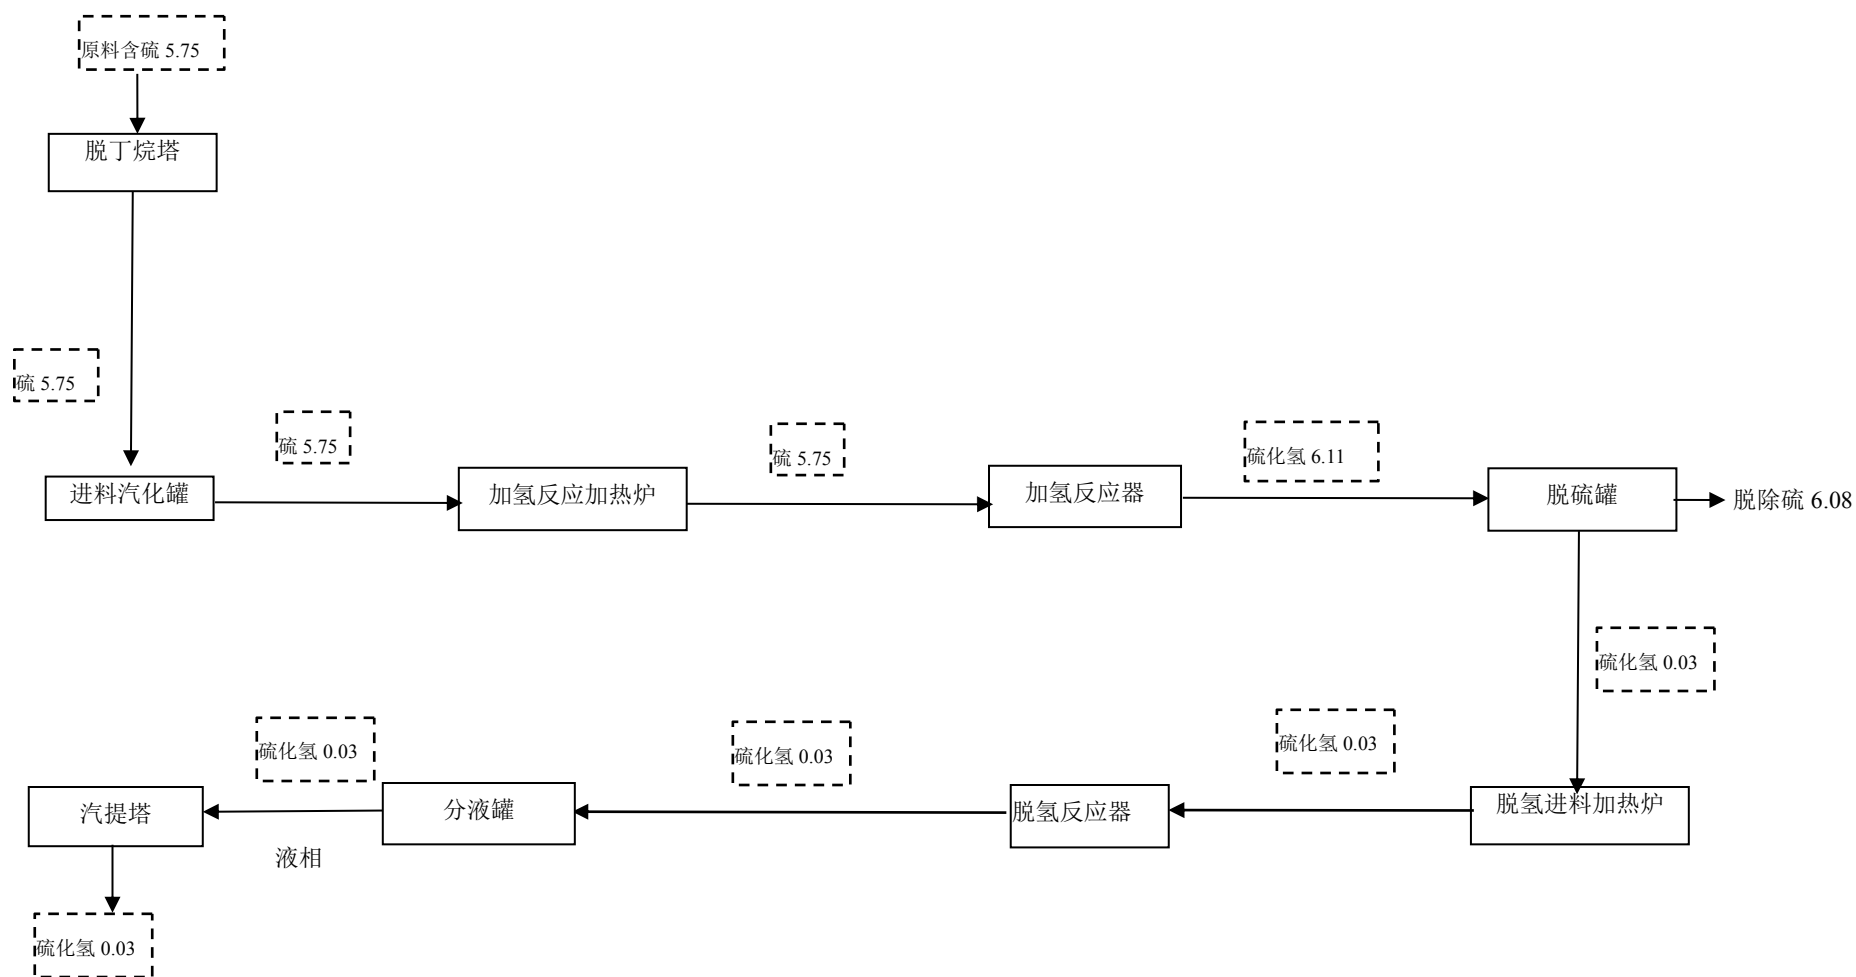 原料含硫 5.75
脱丁烷塔
硫 5.75
硫 5.75
硫 5.75
硫化氢 6.11
进料汽化罐
加氢反应加热炉
加氢反应器
脱硫罐
脱除硫 6.08
硫化氢 0.03
硫化氢 0.03
硫化氢 0.03
硫化氢 0.03
脱氢进料加热炉
脱氢反应器
分液罐
汽提塔
液相
硫化氢 0.03